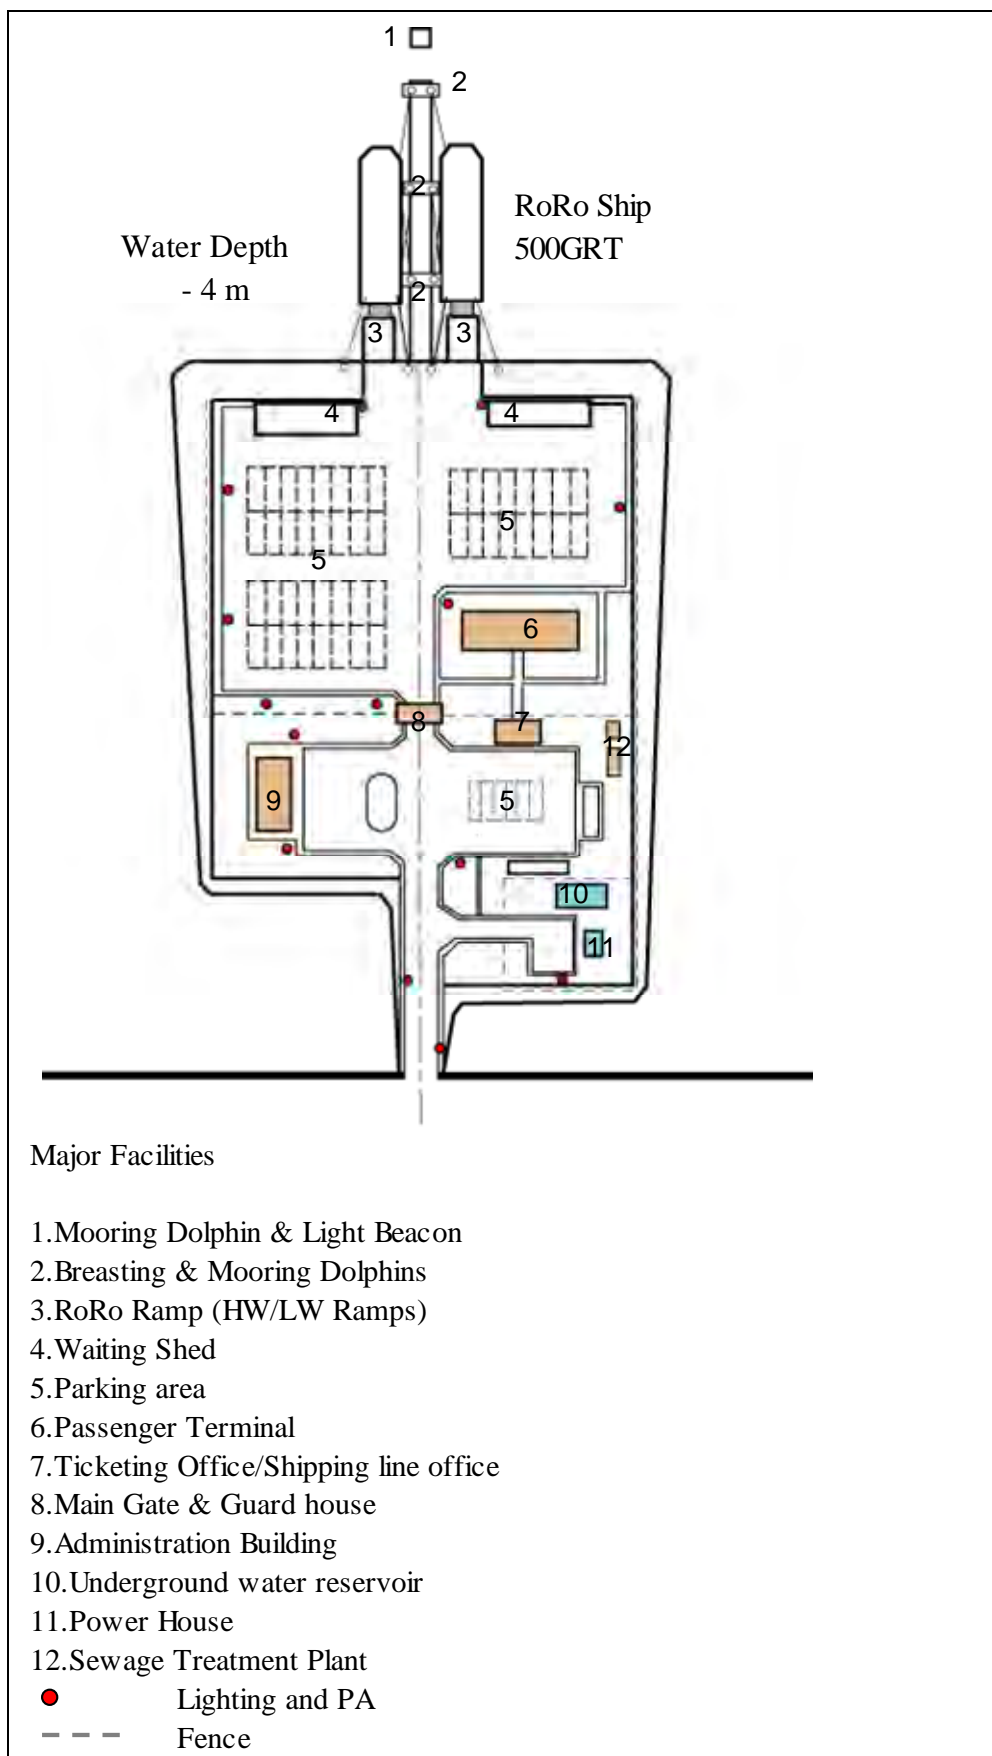 1
2
2
RoRo Ship
500GRT
Water Depth
- 4 m
2
3
3
4
4
5
5
6
8
7
12
9
5
10
11
Major Facilities
1.Mooring Dolphin & Light Beacon
2.Breasting & Mooring Dolphins
3.RoRo Ramp (HW/LW Ramps)
4.Waiting Shed
5.Parking area
6.Passenger Terminal
7.Ticketing Office/Shipping line office
8.Main Gate & Guard house
9.Administration Building
10.Underground water reservoir
11.Power House
12.Sewage Treatment Plant
Lighting and PA
Fence